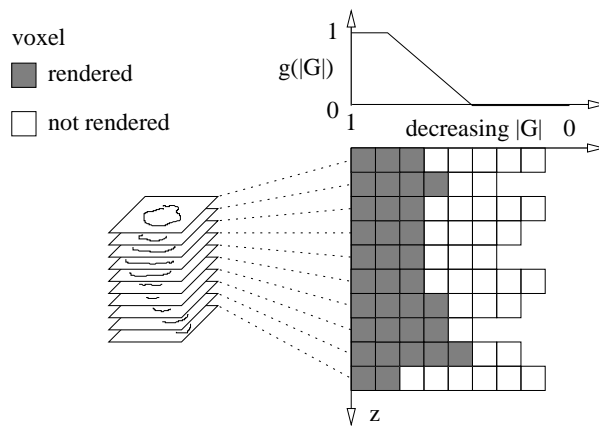 voxel
rendered
not rendered
1
g(|G|)
0
1
decreasing |G|
0
z